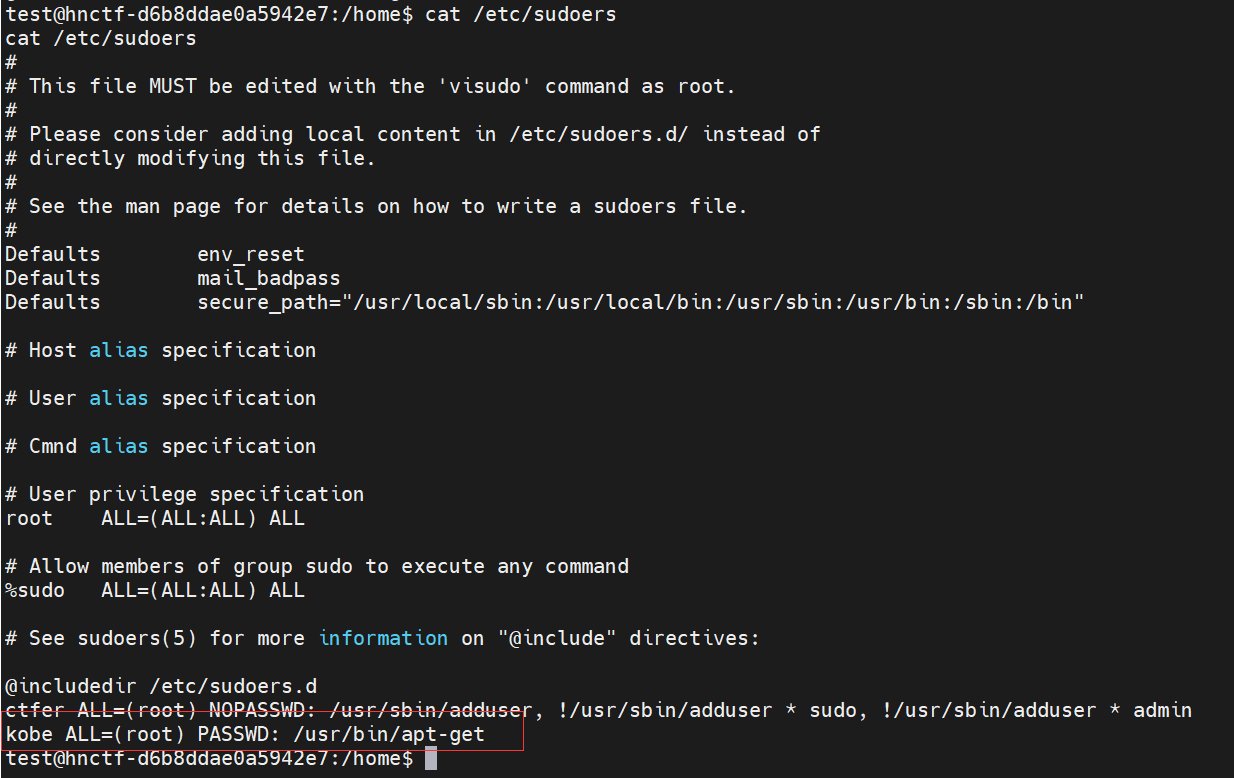 test@hnctf-d6b8ddae0a5942e7:/home$ cat /etc/sudoers
cat /etc/sudoers
#
# This file MUST be edited with the 'visudo' command as root.
#
# Please consider adding local content in /etc/sudoers.d/ instead of
# directly modifying this file.
#
# See the man page for details on how to write a sudoers file.
#
Defaults        env_reset
Defaults        mail_badpass
Defaults        secure_path="/usr/local/sbin:/usr/local/bin:/usr/sbin:/usr/bin:/sbin:/bin"
# Host alias specification
# User alias specification
# Cmnd alias specification
# User privilege specification
root    ALL=(ALL:ALL) ALL
# Allow members of group sudo to execute any command
%sudo   ALL=(ALL:ALL) ALL
# See sudoers(5) for more information on "@include" directives:
@includedir /etc/sudoers.d
ctfer ALL=(root) NOPASSWD: /usr/sbin/adduser, !/usr/sbin/adduser * sudo, !/usr/sbin/adduser * admin
kobe ALL=(root) PASSWD: /usr/bin/apt-get
test@hnctf-d6b8ddae0a5942e7:/home$